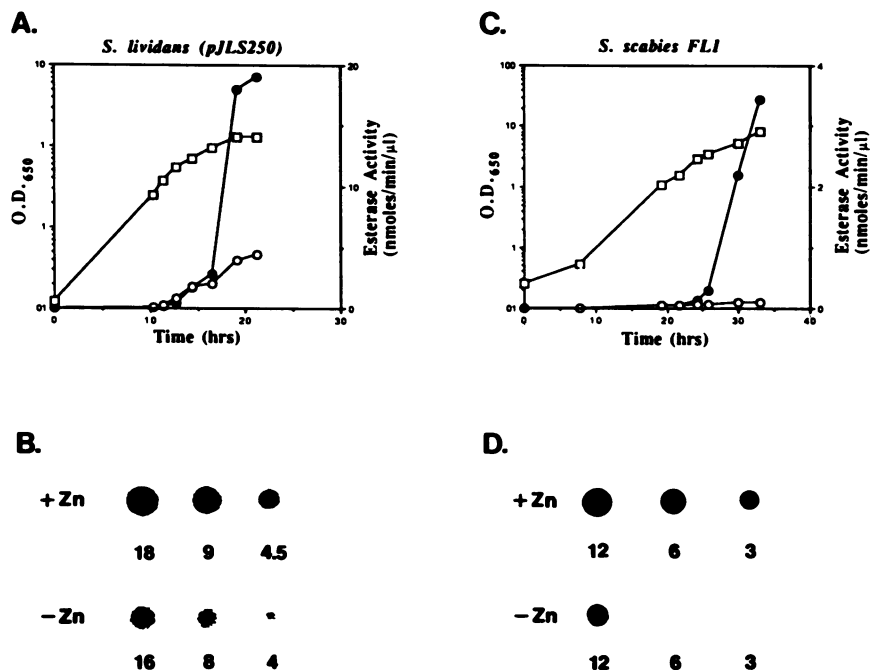 A.
S. lividans (pJLS250)
10
1
.1
01
20
10
0
O.D.650
Esterase Activity
(nmoles/min/µl)
0
10
20
30
Time (hrs)
C.
S. scabies FL1
100
10
1
.1
01
4
2
0
O.D.650
Esterase Activity
(nmoles/min/µl)
0
10
20
30
40
Time (hrs)
B.
+Zn
18 9 4.5
−Zn
16 8 4
D.
+Zn
12 6 3
−Zn
12 6 3